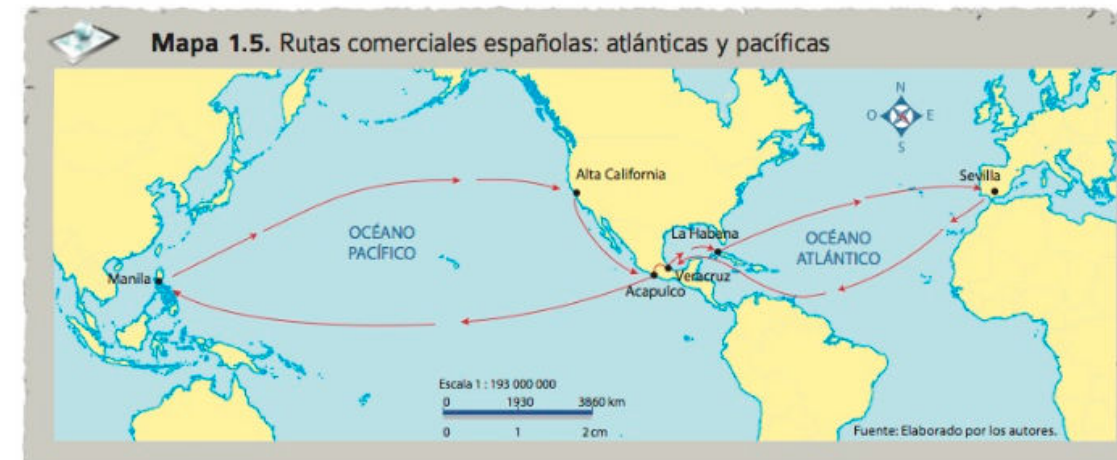 Mapa 1.5. Rutas comerciales españolas: atlánticas y pacíficas
N
O E
S
Alta California
Sevilla
OCÉANO
PACÍFICO
La Habana
OCÉANO
ATLÁNTICO
Manila
Veracruz
Acapulco
Escala 1 : 193 000 000
0 1930 3860 km
0 1 2 cm
Fuente: Elaborado por los autores.